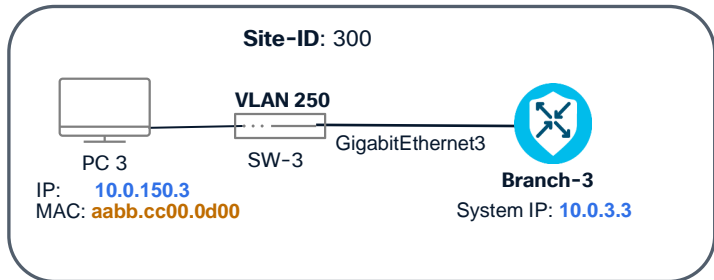 Site-ID: 300
VLAN 250
GigabitEthernet3
PC 3
SW-3
Branch-3
IP: 10.0.150.3
MAC: aabb.cc00.0d00
System IP: 10.0.3.3